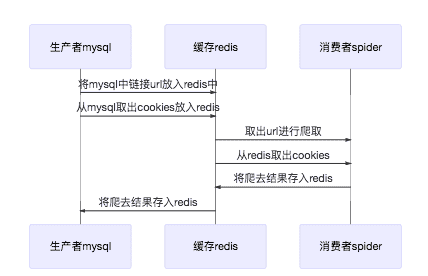 生产者mysql
缓存redis
消费者spider
将mysql中链接url放入redis中
从mysql取出cookies放入redis
取出url进行爬取
从redis取出cookies
将爬去结果存入redis
将爬去结果存入redis
生产者mysql
缓存redis
消费者spider